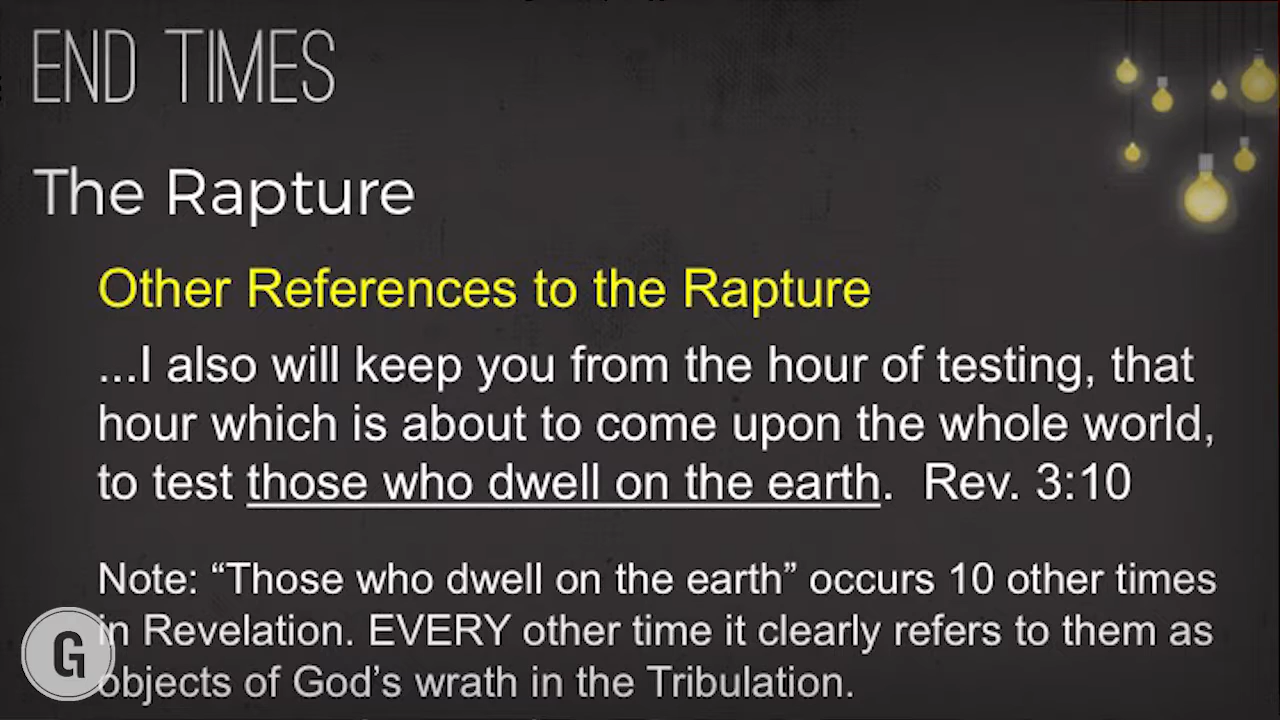 END TIMES
The Rapture
Other References to the Rapture
...I also will keep you from the hour of testing, that
hour which is about to come upon the whole world,
to test those who dwell on the earth.  Rev. 3:10
Note: “Those who dwell on the earth” occurs 10 other times
in Revelation. EVERY other time it clearly refers to them as
objects of God’s wrath in the Tribulation.
G